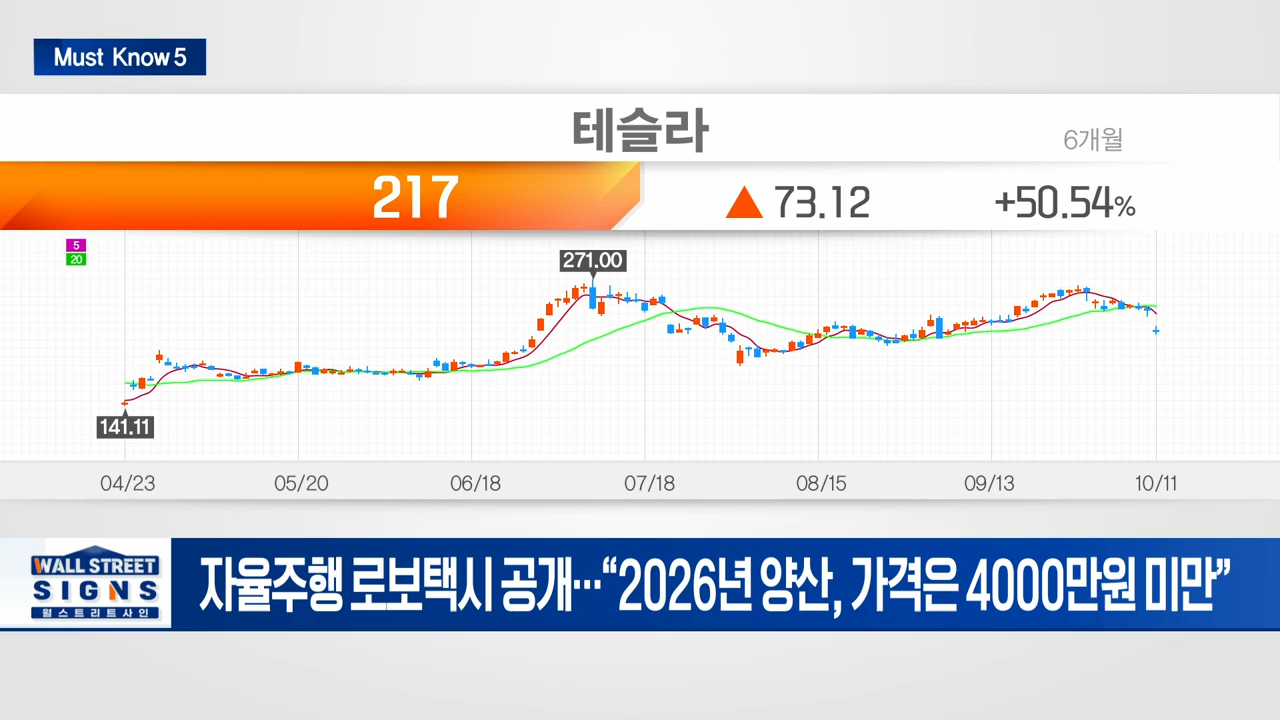 Must Know 5
테슬라
6개월
217
▲ 73.12
+50.54%
5
20
271.00
141.11
04/23
05/20
06/18
07/18
08/15
09/13
10/11
WALL STREET
SIGNS
월스트리트사인
자율주행 로보택시 공개…“2026년 양산, 가격은 4000만원 미만”